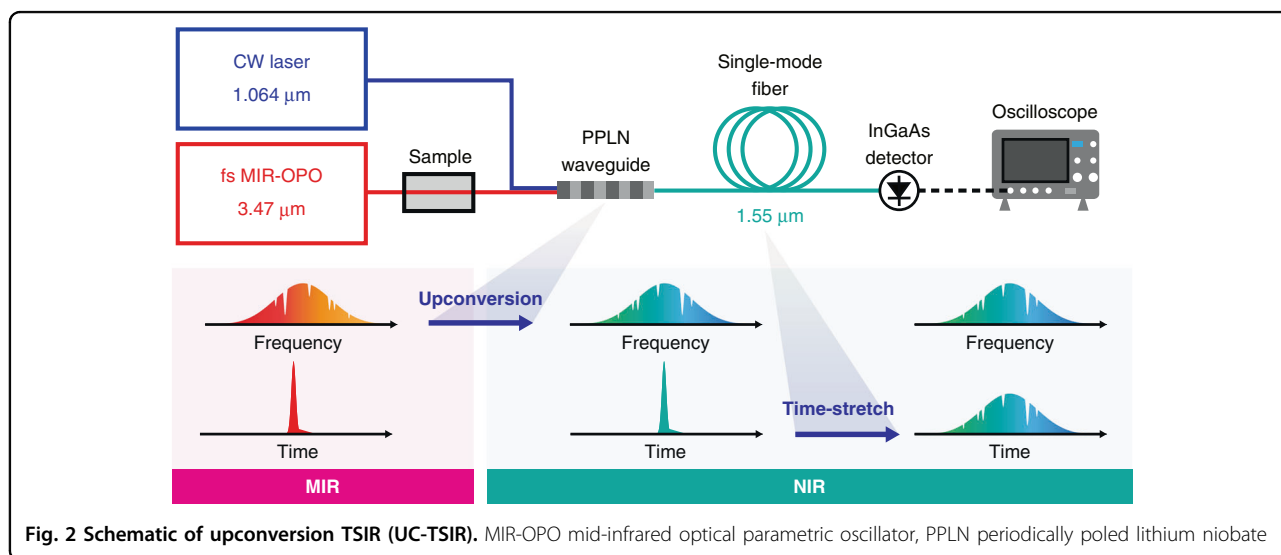 CW laser
1.064 μm
fs MIR-OPO
3.47 μm
Sample
PPLN
waveguide
Single-mode
fiber
1.55 μm
InGaAs
detector
Oscilloscope
Upconversion
Frequency
Frequency
Frequency
Time-stretch
Time
Time
Time
MIR
NIR
Fig. 2 Schematic of upconversion TSIR (UC-TSIR). MIR-OPO mid-infrared optical parametric oscillator, PPLN periodically poled lithium niobate